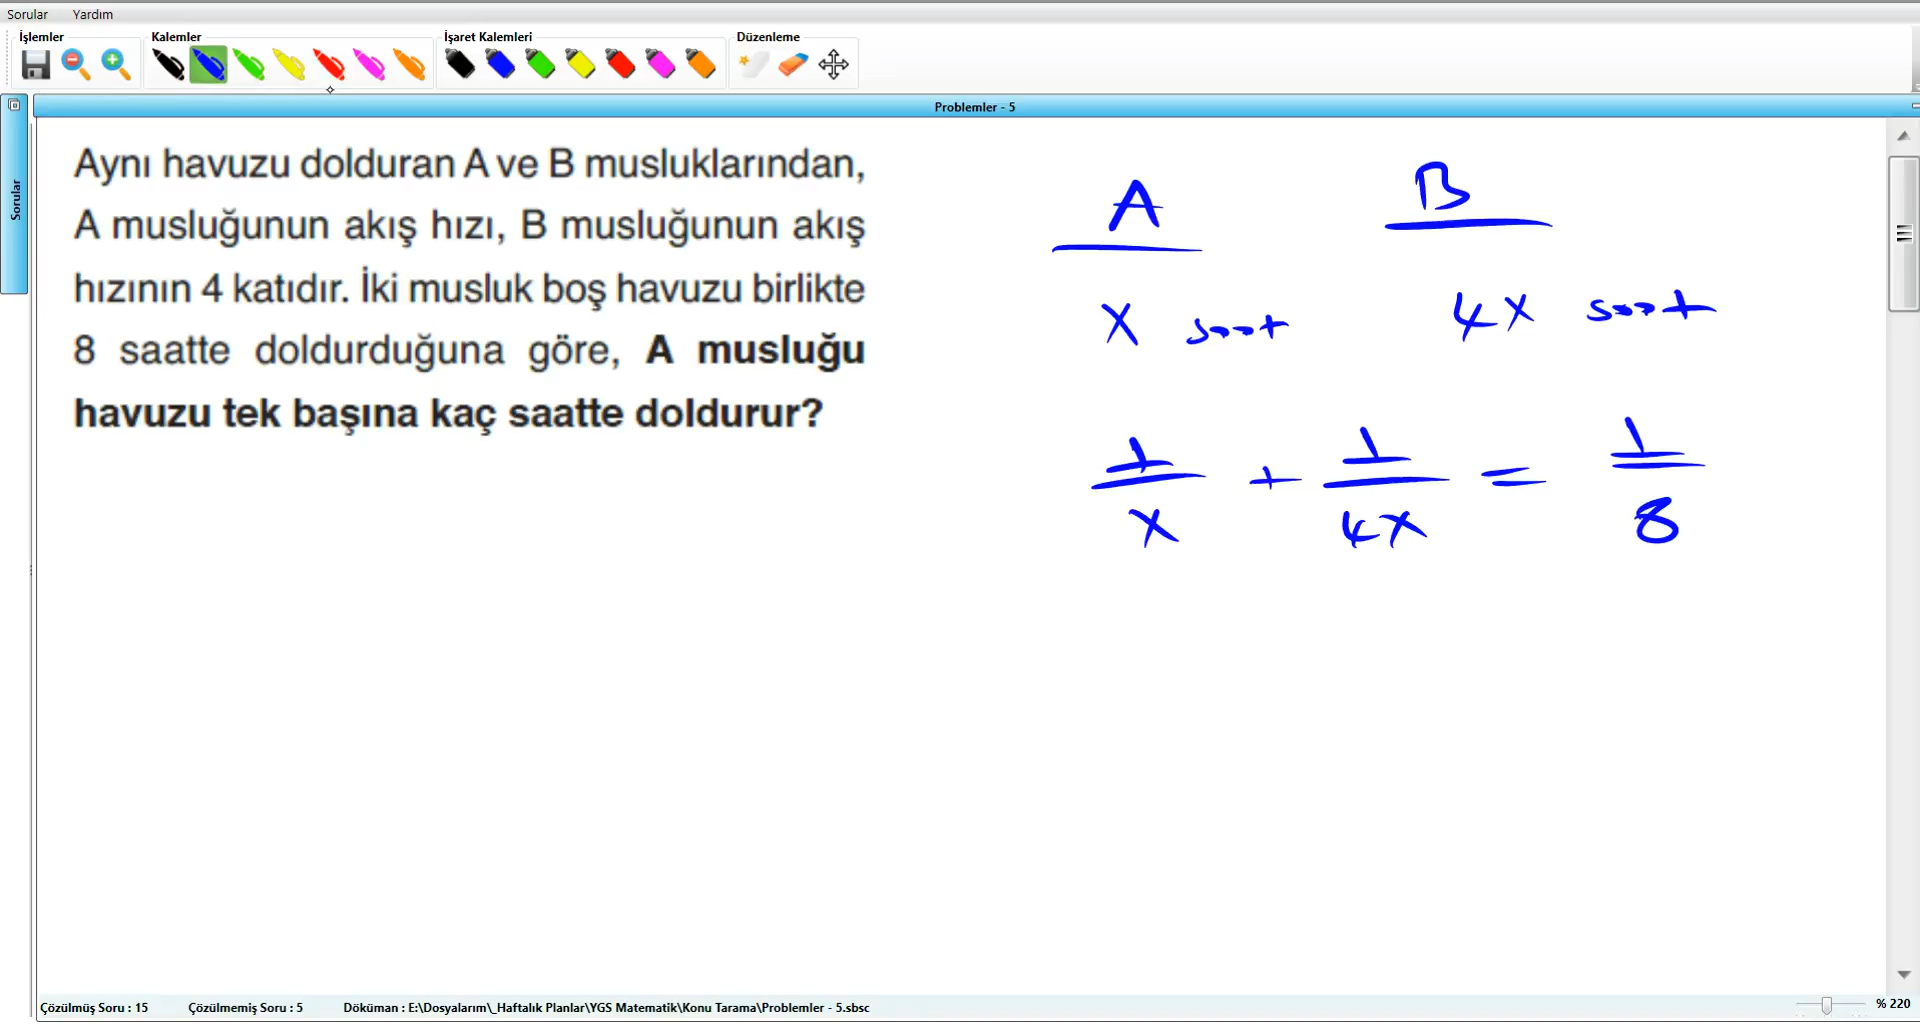 Sorular Yardım
İşlemler Kalemler İşaret Kalemleri Düzenleme
Problemler - 5
Sorular
Aynı havuzu dolduran A ve B musluklarından,
A musluğunun akış hızı, B musluğunun akış
hızının 4 katıdır. İki musluk boş havuzu birlikte
8 saatte doldurduğuna göre, A musluğu
havuzu tek başına kaç saatte doldurur?
A B
x saat 4x saat
1/x + 1/4x = 1/8
Çözülmüş Soru : 15 Çözülmemiş Soru : 5 Döküman : E:\Dosyalarım\_Haftalık Planlar\YGS Matematik\Konu Tarama\Problemler - 5.sbsc % 220